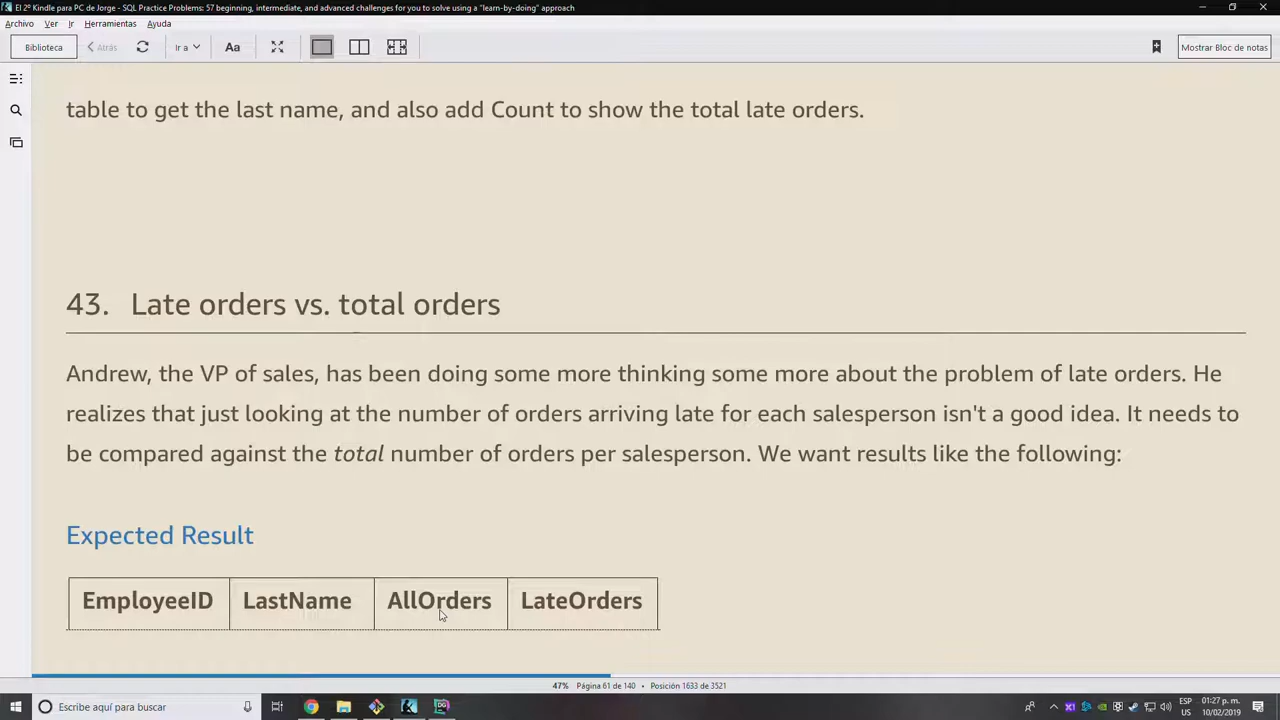 El 2º Kindle para PC de Jorge - SQL Practice Problems: 57 beginning, intermediate, and advanced challenges for you to solve using a "learn-by-doing" approach
Archivo Ver Ir Herramientas Ayuda
Biblioteca Atrás Ir a Aa Mostrar Bloc de notas
table to get the last name, and also add Count to show the total late orders.
43. Late orders vs. total orders
Andrew, the VP of sales, has been doing some more thinking some more about the problem of late orders. He
realizes that just looking at the number of orders arriving late for each salesperson isn't a good idea. It needs to
be compared against the total number of orders per salesperson. We want results like the following:
Expected Result
EmployeeID LastName AllOrders LateOrders
47% Página 61 de 140 • Posición 1633 de 3521
Escribe aquí para buscar
ESP 01:27 p.m.
US 10/02/2019